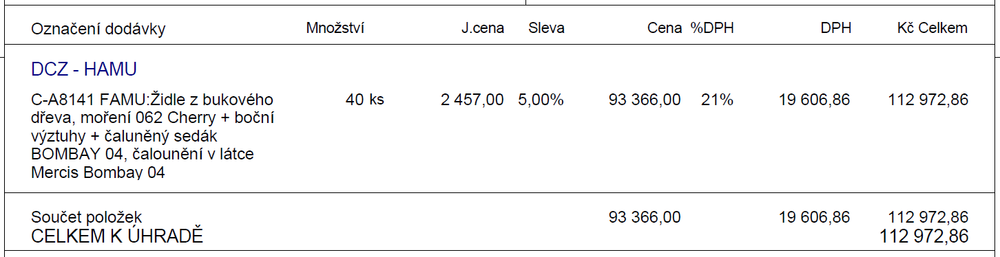 Označení dodávky Množství J.cena Sleva Cena %DPH DPH Kč Celkem
DCZ - HAMU
C-A8141 FAMU:Židle z bukového 40 ks 2 457,00 5,00% 93 366,00 21% 19 606,86 112 972,86
dřeva, moření 062 Cherry + boční
výztuhy + čaluněný sedák
BOMBAY 04, čalounění v látce
Mercis Bombay 04
Součet položek 93 366,00 19 606,86 112 972,86
CELKEM K ÚHRADĚ 112 972,86